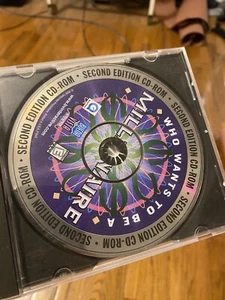 SECOND EDITION CD-ROM • SECOND EDITION CD-ROM • SECOND EDITION CD-ROM • SECOND EDITION CD-ROM •
WHO WANTS TO BE A
MILLIONAIRE
E